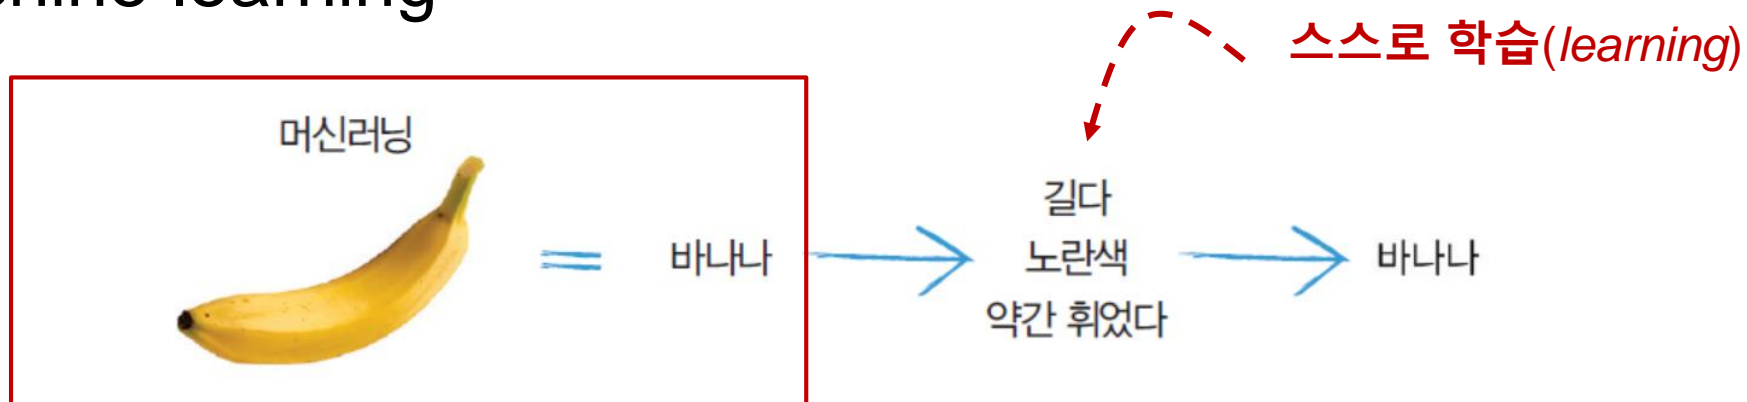 learning
스스로 학습(learning)
머신러닝
= 바나나
길다
노란색
약간 휘었다
바나나